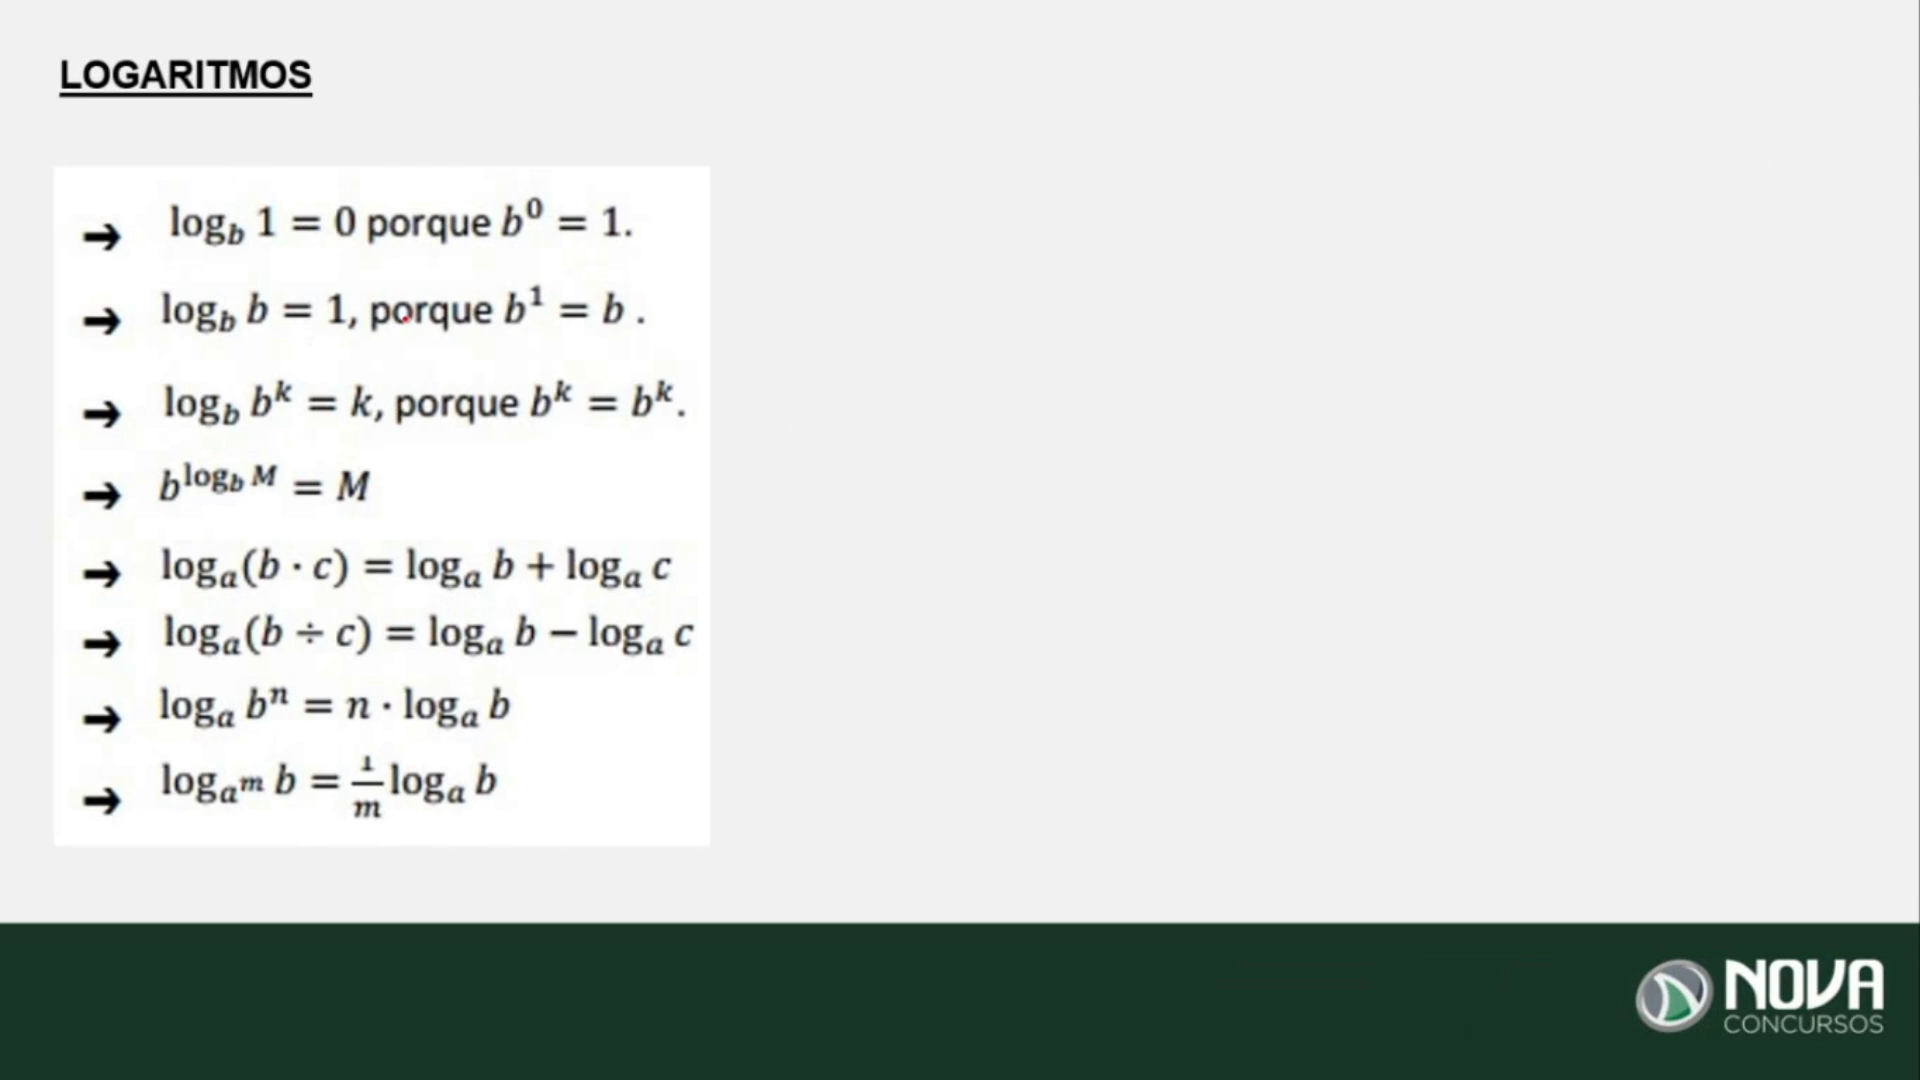 LOGARITMOS
➔ log_b 1 = 0 porque b^0 = 1.
➔ log_b b = 1, porque b^1 = b .
➔ log_b b^k = k, porque b^k = b^k.
➔ b^{log_b M} = M
➔ log_a(b · c) = log_a b + log_a c
➔ log_a(b ÷ c) = log_a b − log_a c
➔ log_a b^n = n · log_a b
➔ log_{a^m} b = \frac{1}{m} log_a b
NOVA
CONCURSOS